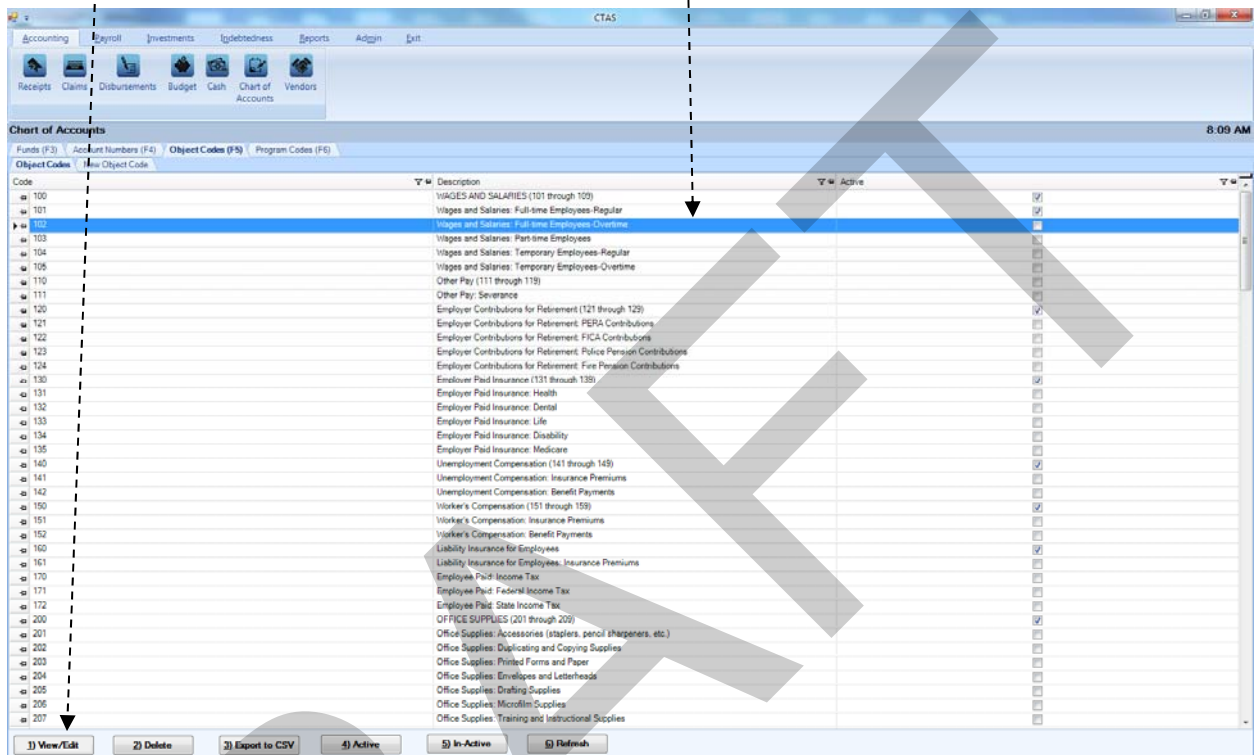 CTAS
Accounting Payroll Investments Indebtedness Reports Admin Exit
Receipts Claims Disbursements Budget Cash Chart of Accounts Vendors
Chart of Accounts 8:09 AM
Funds (F3) Account Numbers (F4) Object Codes (F5) Program Codes (F6)
Object Codes New Object Code
Code Description Active
100 WAGES AND SALARIES (101 through 109)
101 Wages and Salaries: Full-time Employees-Regular
102 Wages and Salaries: Full-time Employees-Overtime
103 Wages and Salaries: Part-time Employees
104 Wages and Salaries: Temporary Employees-Regular
105 Wages and Salaries: Temporary Employees-Overtime
110 Other Pay (111 through 119)
111 Other Pay: Severance
120 Employer Contributions for Retirement (121 through 129)
121 Employer Contributions for Retirement: PERA Contributions
122 Employer Contributions for Retirement: FICA Contributions
123 Employer Contributions for Retirement: Police Pension Contributions
124 Employer Contributions for Retirement: Fire Pension Contributions
130 Employer Paid Insurance (131 through 139)
131 Employer Paid Insurance: Health
132 Employer Paid Insurance: Dental
133 Employer Paid Insurance: Life
134 Employer Paid Insurance: Disability
135 Employer Paid Insurance: Medicare
140 Unemployment Compensation (141 through 149)
141 Unemployment Compensation: Insurance Premiums
142 Unemployment Compensation: Benefit Payments
150 Worker's Compensation (151 through 159)
151 Worker's Compensation: Insurance Premiums
152 Worker's Compensation: Benefit Payments
160 Liability Insurance for Employees
161 Liability Insurance for Employees: Insurance Premiums
170 Employee Paid: Income Tax
171 Employee Paid: Federal Income Tax
172 Employee Paid: State Income Tax
200 OFFICE SUPPLIES (201 through 209)
201 Office Supplies: Accessories (staplers, pencil sharpeners, etc.)
202 Office Supplies: Duplicating and Copying Supplies
203 Office Supplies: Printed Forms and Paper
204 Office Supplies: Envelopes and Letterheads
205 Office Supplies: Drafting Supplies
206 Office Supplies: Microfilm Supplies
207 Office Supplies: Training and Instructional Supplies
1) View/Edit 2) Delete 3) Export to CSV 4) Active 5) In-Active 6) Refresh